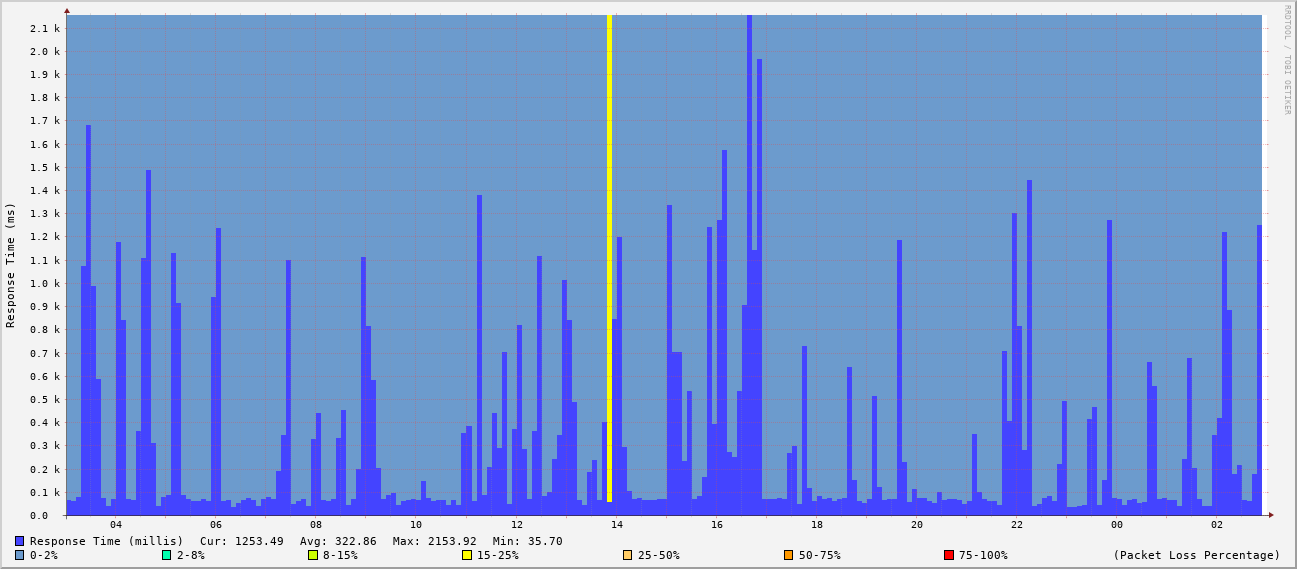 RRDTOOL / TOBI OETIKER
Response Time (ms)
2.1 k
2.0 k
1.9 k
1.8 k
1.7 k
1.6 k
1.5 k
1.4 k
1.3 k
1.2 k
1.1 k
1.0 k
0.9 k
0.8 k
0.7 k
0.6 k
0.5 k
0.4 k
0.3 k
0.2 k
0.1 k
0.0
04 06 08 10 12 14 16 18 20 22 00 02
Response Time (millis) Cur: 1253.49 Avg: 322.86 Max: 2153.92 Min: 35.70
0-2% 2-8% 8-15% 15-25% 25-50% 50-75% 75-100% (Packet Loss Percentage)